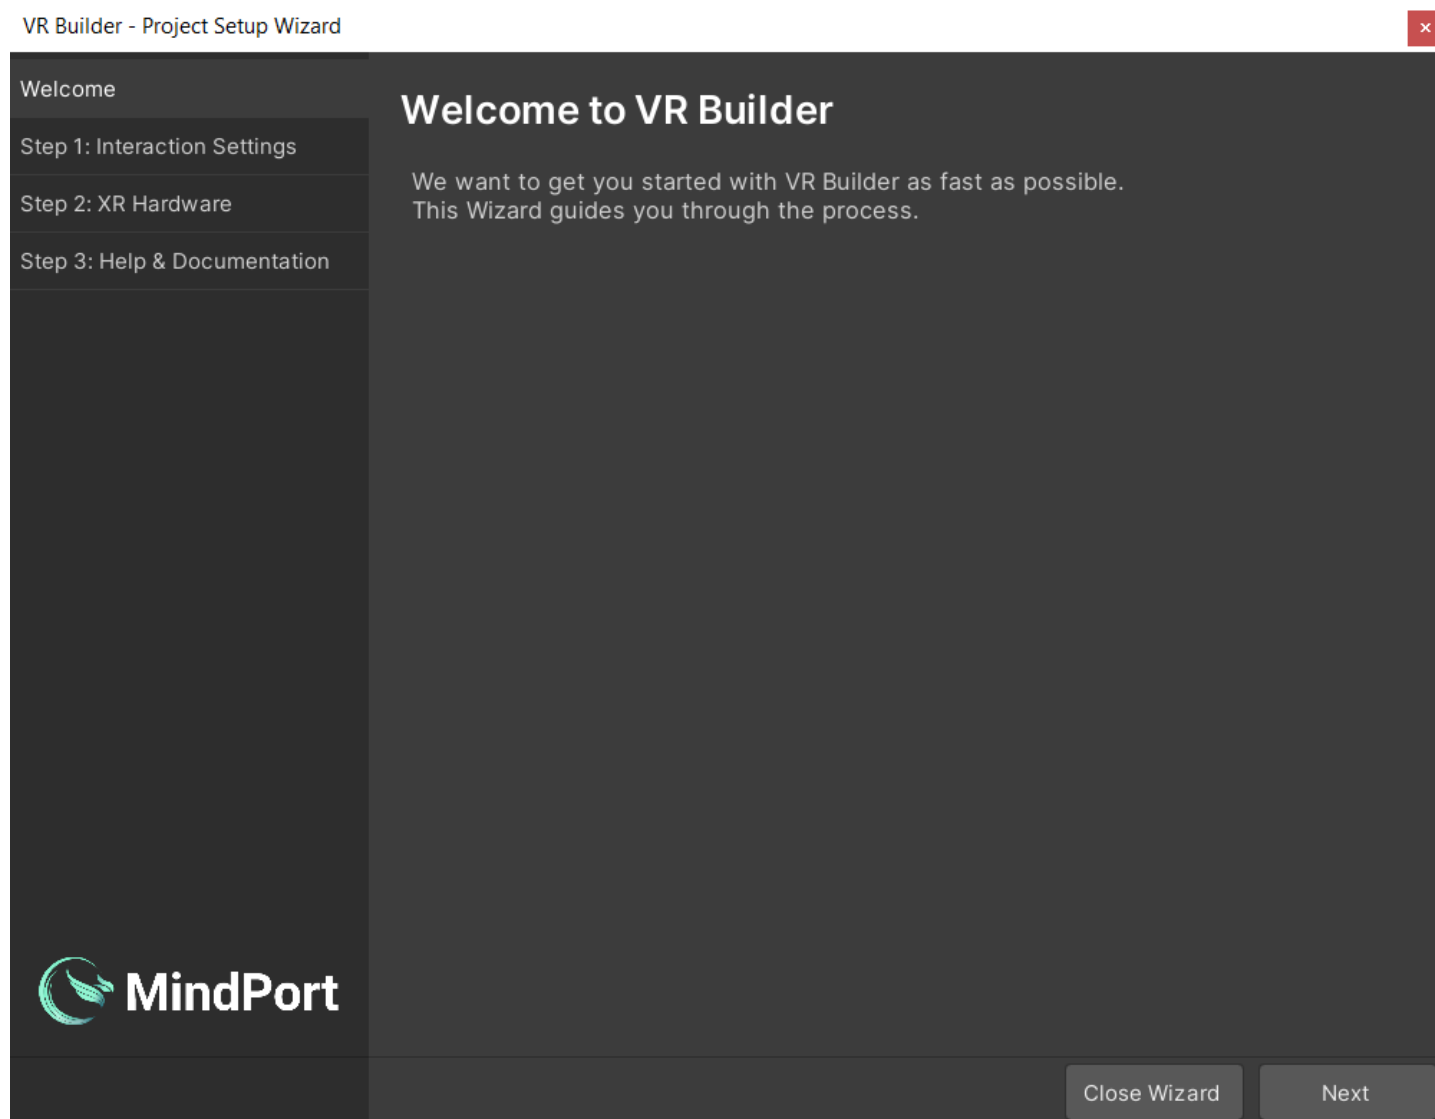 VR Builder - Project Setup Wizard
Welcome
Step 1: Interaction Settings
Step 2: XR Hardware
Step 3: Help & Documentation
Welcome to VR Builder
We want to get you started with VR Builder as fast as possible.
This Wizard guides you through the process.
MindPort
Close Wizard
Next